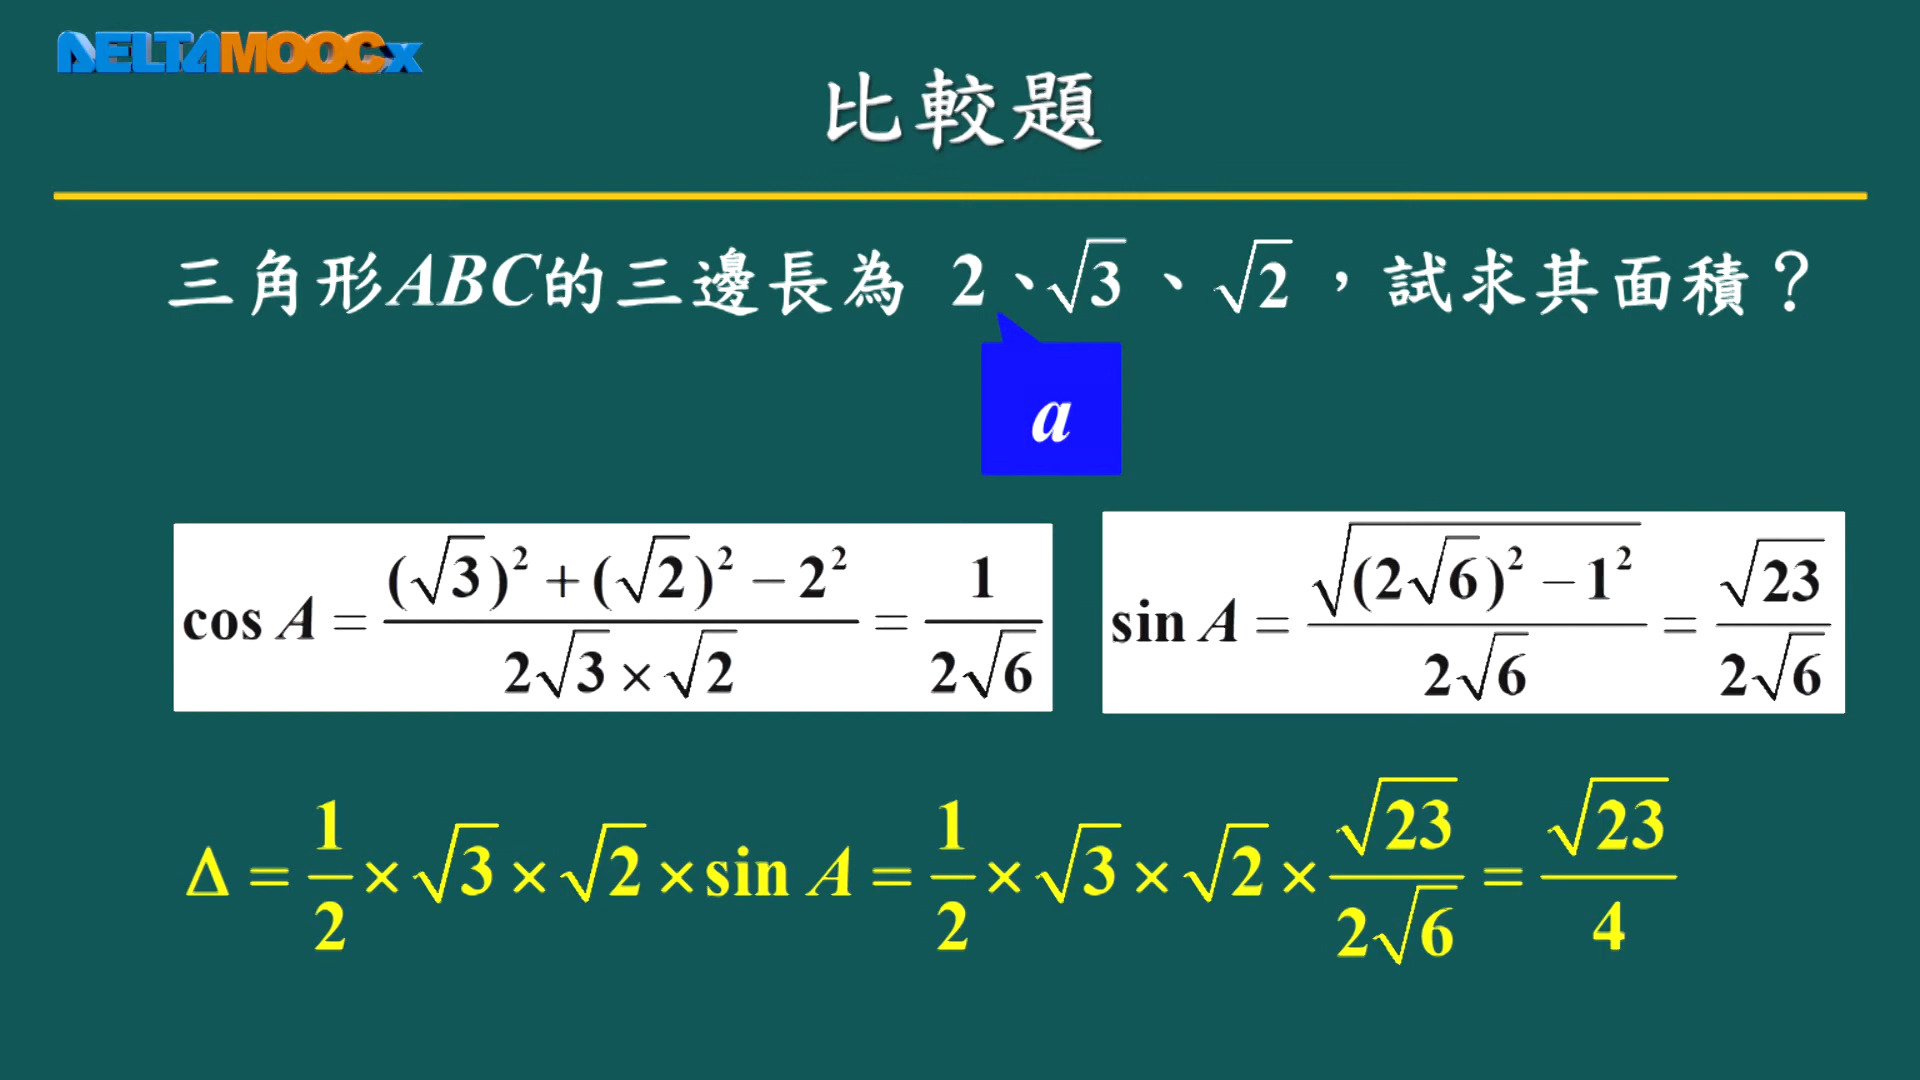 DELTAMOOCx
比較題
三角形ABC的三邊長為 2、√3、√2，試求其面積？
a
cos A = ((√3)² + (√2)² − 2²) / (2√3 × √2) = 1 / (2√6)
sin A = √((2√6)² − 1²) / (2√6) = √23 / (2√6)
Δ = 1/2 × √3 × √2 × sin A = 1/2 × √3 × √2 × √23 / (2√6) = √23 / 4